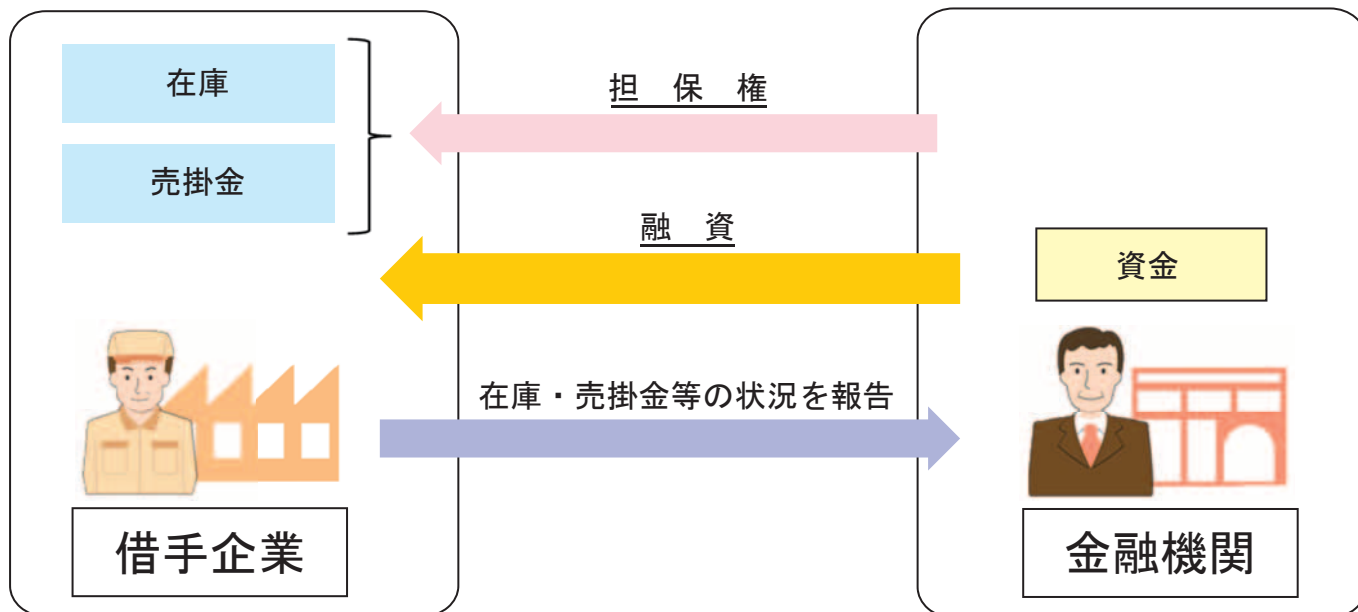 在庫
売掛金
担 保 権
融 資
資金
在庫・売掛金等の状況を報告
借手企業
金融機関